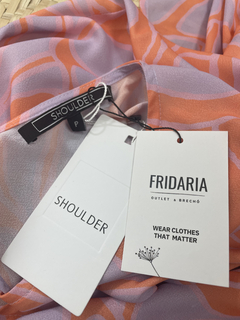 SHOULDER
P
SHOULDER
FRIDARIA
OUTLET & BRECHÓ
WEAR CLOTHES
THAT MATTER